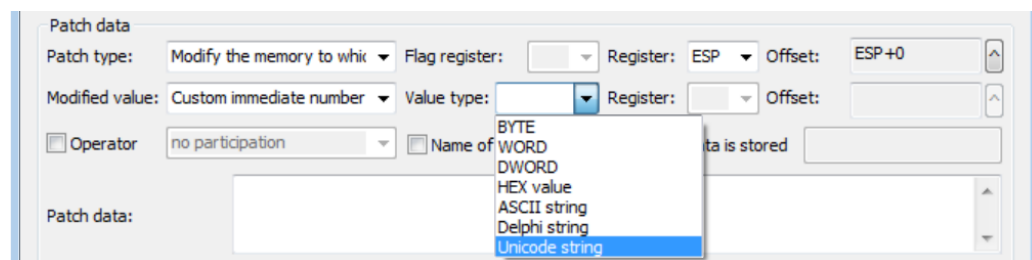 Patch data
Patch type: Modify the memory to whic Flag register: Register: ESP Offset: ESP+0
Modified value: Custom immediate number Value type: Register: Offset:
Operator no participation Name of ta is stored
BYTE
WORD
DWORD
HEX value
ASCII string
Delphi string
Unicode string
Patch data: